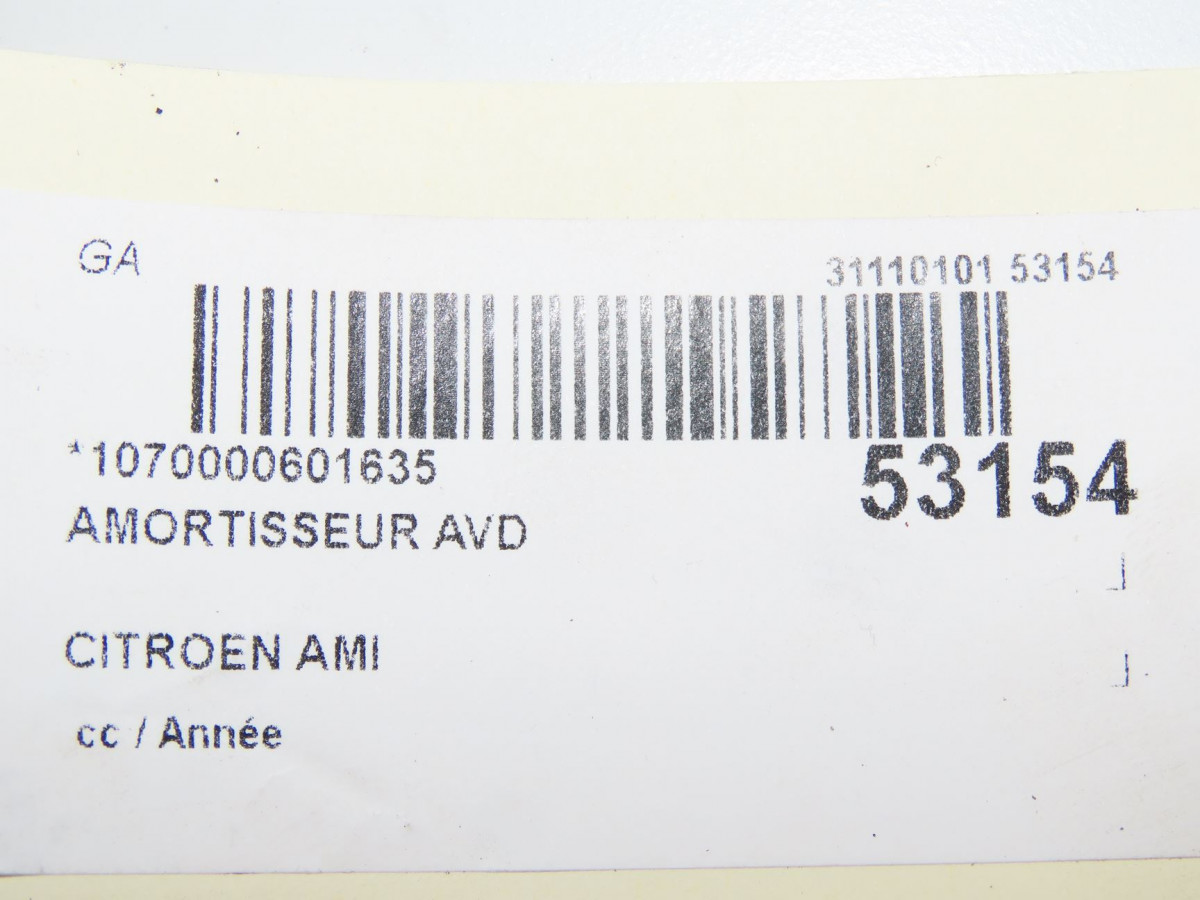 GA
31110101 53154
*1070000601635
53154
AMORTISSEUR AVD
CITROEN AMI
cc / Année